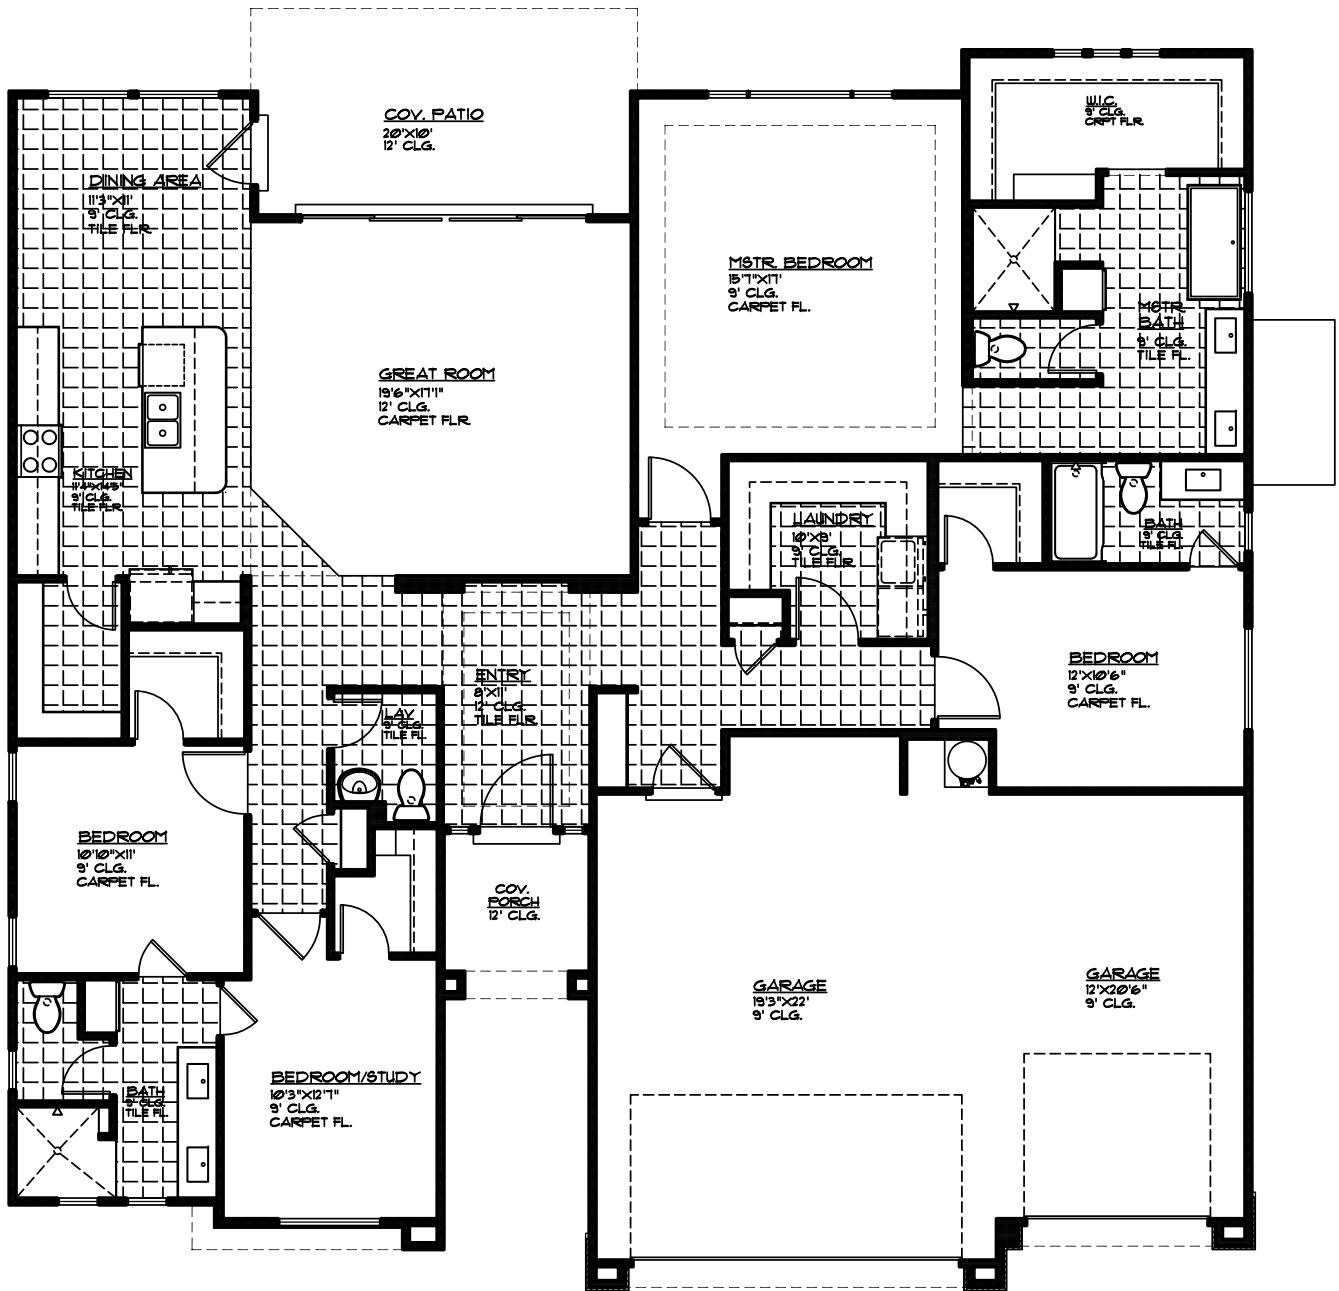 COV. PATIO
20'X10'
12' CLG.
W.I.C.
9' CLG.
CRPT FLR.
DINING AREA
11'3"X11'
9' CLG.
TILE FLR.
MSTR. BEDROOM
15'7"X17'
9' CLG.
CARPET FL.
MSTR.
BATH
9' CLG.
TILE FL.
GREAT ROOM
19'6"X17'1"
12' CLG.
CARPET FLR.
KITCHEN
11'4"X14'5"
9' CLG.
TILE FLR.
LAUNDRY
10'X9'
9' CLG.
TILE FLR.
BATH
9' CLG.
TILE FL.
BEDROOM
12'X10'6"
9' CLG.
CARPET FL.
ENTRY
8'X11'
12' CLG.
TILE FLR.
LAV.
9' CLG.
TILE FL.
BEDROOM
10'10"X11'
9' CLG.
CARPET FL.
COV.
PORCH
12' CLG.
GARAGE
19'3"X22'
9' CLG.
GARAGE
12'X20'6"
9' CLG.
BEDROOM/STUDY
10'3"X12'7"
9' CLG.
CARPET FL.
BATH
9' CLG.
TILE FL.